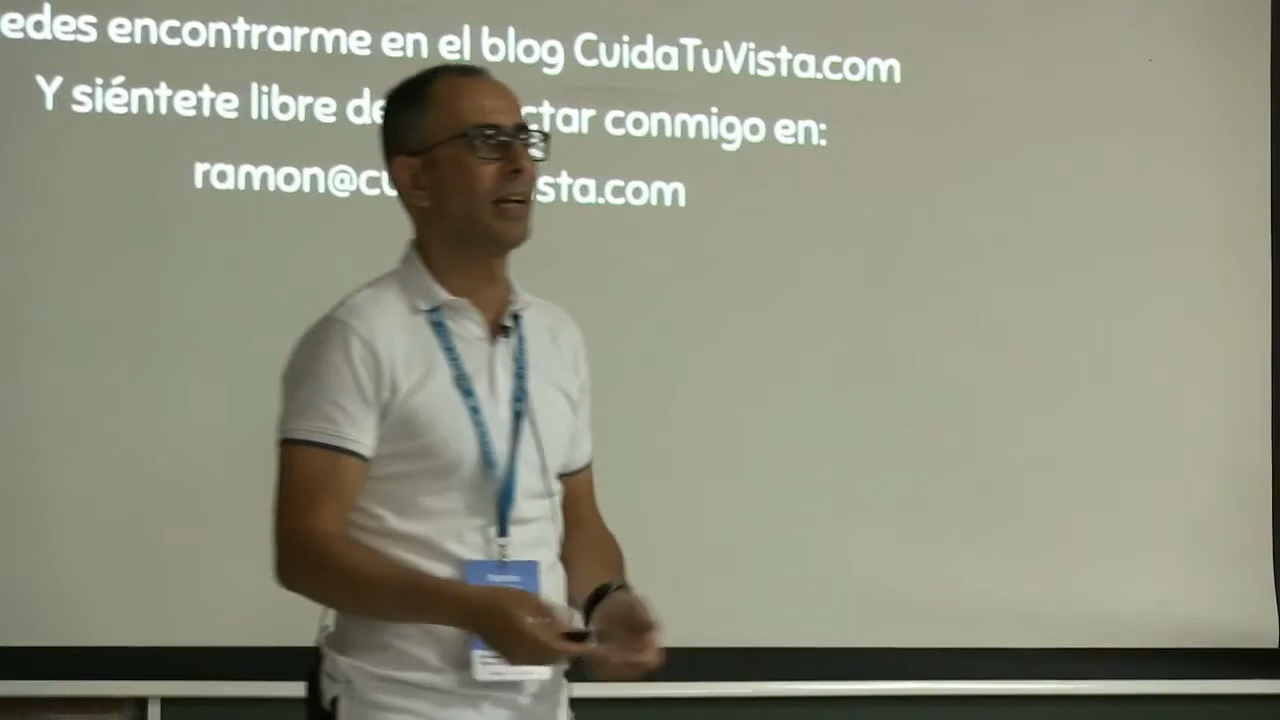 edes encontrarme en el blog CuidaTuVista.com
Y siéntete libre de ctar conmigo en:
ramon@cu sta.com